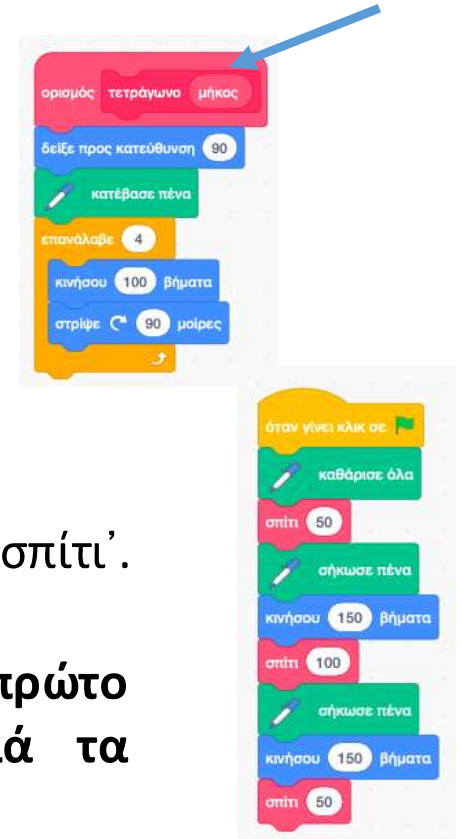 ορισμός τετράγωνο μήκος
δείξε προς κατεύθυνση 90
κατέβασε πένα
επανάλαβε 4
κινήσου 100 βήματα
στρίψε 90 μοίρες
όταν γίνει κλικ σε
καθάρισε όλα
σπίτι 50
σήκωσε πένα
κινήσου 150 βήματα
σπίτι 100
σήκωσε πένα
κινήσου 150 βήματα
σπίτι 50
σπίτι’.
πρώτο
τα